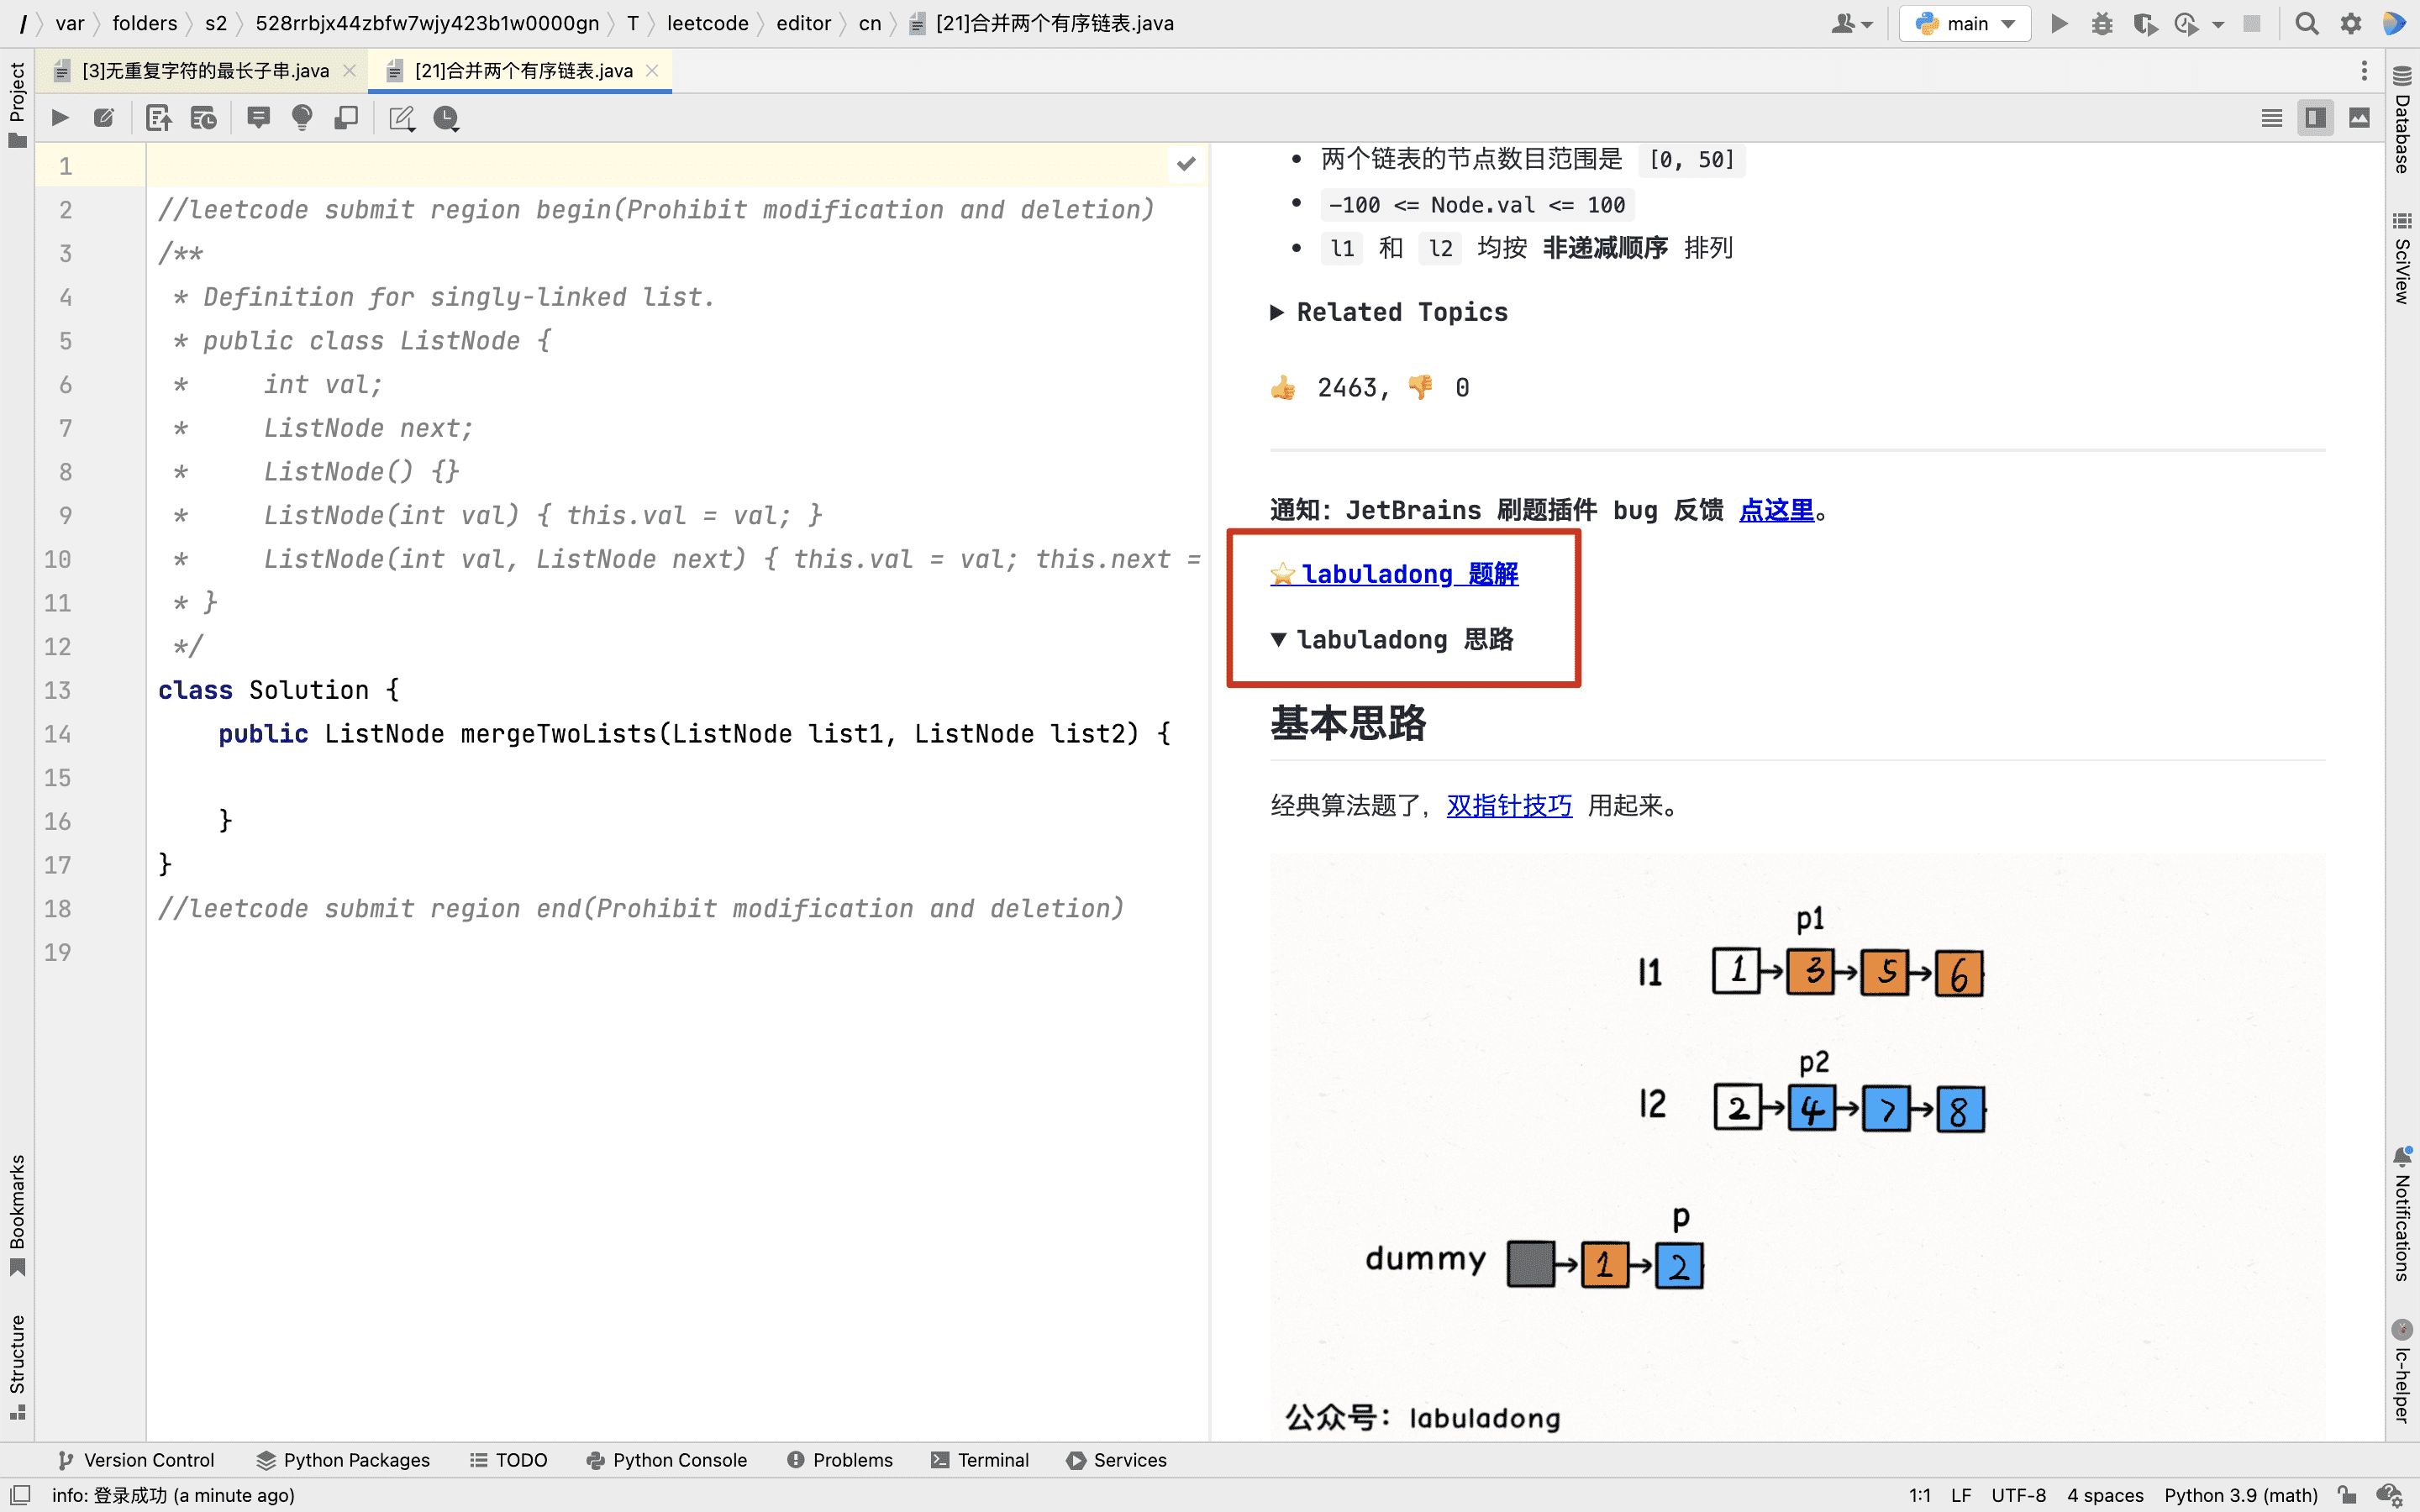 / var folders s2 528rrbjx44zbfw7wjy423b1w0000gn T leetcode editor cn [21]合并两个有序链表.java main
[3]无重复字符的最长子串.java [21]合并两个有序链表.java
Project
Bookmarks
Structure
1
2 //leetcode submit region begin(Prohibit modification and deletion)
3 /**
4 * Definition for singly-linked list.
5 * public class ListNode {
6 * int val;
7 * ListNode next;
8 * ListNode() {}
9 * ListNode(int val) { this.val = val; }
10 * ListNode(int val, ListNode next) { this.val = val; this.next =
11 * }
12 */
13 class Solution {
14 public ListNode mergeTwoLists(ListNode list1, ListNode list2) {
15
16 }
17 }
18 //leetcode submit region end(Prohibit modification and deletion)
19
• 两个链表的节点数目范围是 [0, 50]
• -100 <= Node.val <= 100
• l1 和 l2 均按 非递减顺序 排列
▶ Related Topics
👍 2463, 👎 0
通知：JetBrains 刷题插件 bug 反馈 点这里。
⭐labuladong 题解
▼ labuladong 思路
基本思路
经典算法题了，双指针技巧 用起来。
p1
l1 1 3 5 6
p2
l2 2 4 7 8
p
dummy 1 2
公众号：labuladong
Database
SciView
Notifications
lc-helper
Version Control Python Packages TODO Python Console Problems Terminal Services
info: 登录成功 (a minute ago) 1:1 LF UTF-8 4 spaces Python 3.9 (math)